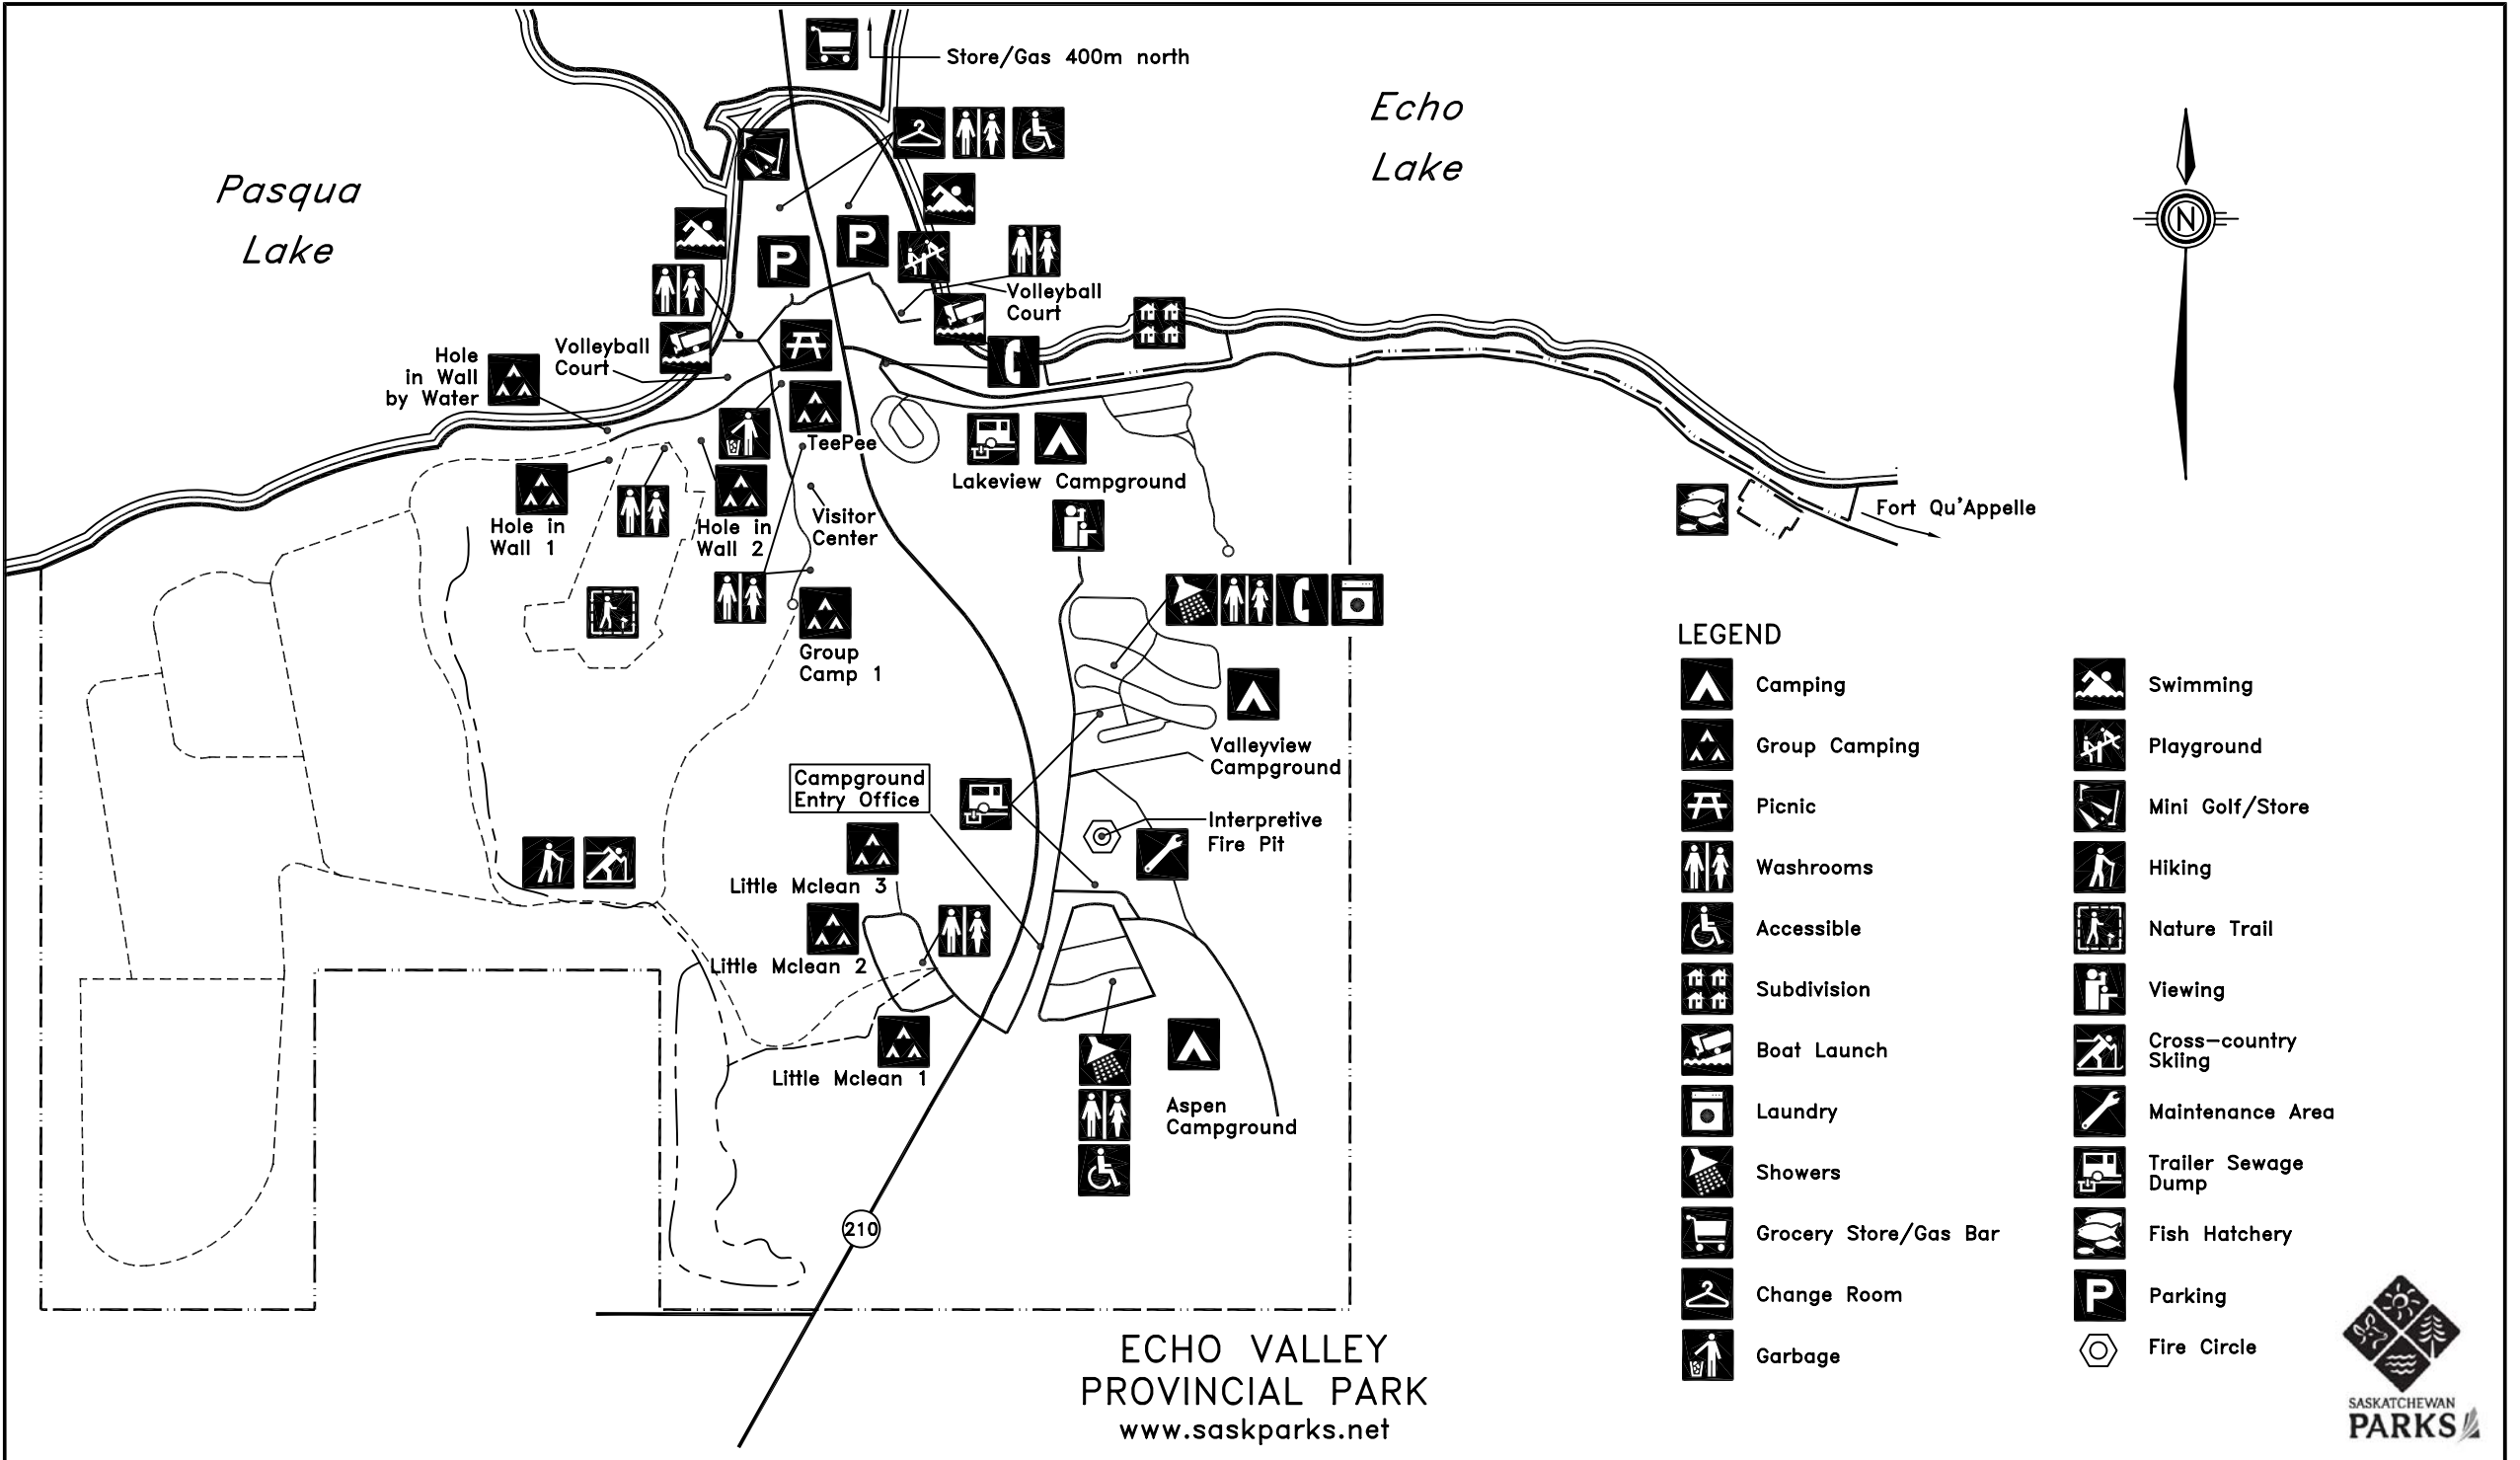 Store/Gas 400m north
Echo
Lake
Pasqua
Lake
N
P
P
Volleyball
Court
Volleyball
Court
Hole
in Wall
by Water
TeePee
Lakeview Campground
Hole in
Wall 1
Hole in
Wall 2
Visitor
Center
Fort Qu'Appelle
Group
Camp 1
Valleyview
Campground
Campground
Entry Office
Interpretive
Fire Pit
Little Mclean 3
Little Mclean 2
Little Mclean 1
Aspen
Campground
210
LEGEND
Camping
Group Camping
Picnic
Washrooms
Accessible
Subdivision
Boat Launch
Laundry
Showers
Grocery Store/Gas Bar
Change Room
Garbage
Swimming
Playground
Mini Golf/Store
Hiking
Nature Trail
Viewing
Cross-country
Skiing
Maintenance Area
Trailer Sewage
Dump
Fish Hatchery
P
Parking
Fire Circle
ECHO VALLEY
PROVINCIAL PARK
www.saskparks.net
SASKATCHEWAN
PARKS